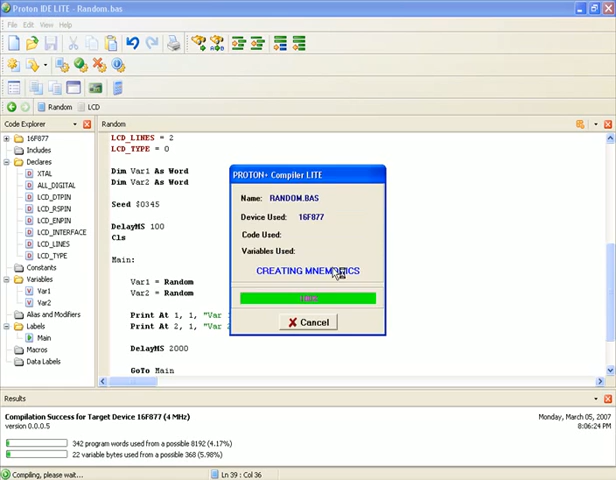 Proton IDE LITE - Random.bas
File Edit View Help
Random LCD
Code Explorer
Random
16F877
Includes
Declares
XTAL
ALL_DIGITAL
LCD_DTPIN
LCD_RSPIN
LCD_ENPIN
LCD_INTERFACE
LCD_LINES
LCD_TYPE
Constants
Variables
Var1
Var2
Alias and Modifiers
Labels
Main
Macros
Data Labels
LCD_LINES = 2
LCD_TYPE = 0
Dim Var1 As Word
Dim Var2 As Word
Seed $0345
DelayMS 100
Cls
Main:
Var1 = Random
Var2 = Random
Print At 1, 1, "Var
Print At 2, 1, "Var
DelayMS 2000
GoTo Main
PROTON+ Compiler LITE
Name: RANDOM.BAS
Device Used: 16F877
Code Used:
Variables Used:
CREATING MNEMONICS
Cancel
Results
Compilation Success for Target Device 16F877 (4 MHz)
version 0.0.0.5
Monday, March 05, 2007
8:06:24 PM
342 program words used from a possible 8192 (4.17%)
22 variable bytes used from a possible 368 (5.98%)
Compiling, please wait...
Ln 39 : Col 36